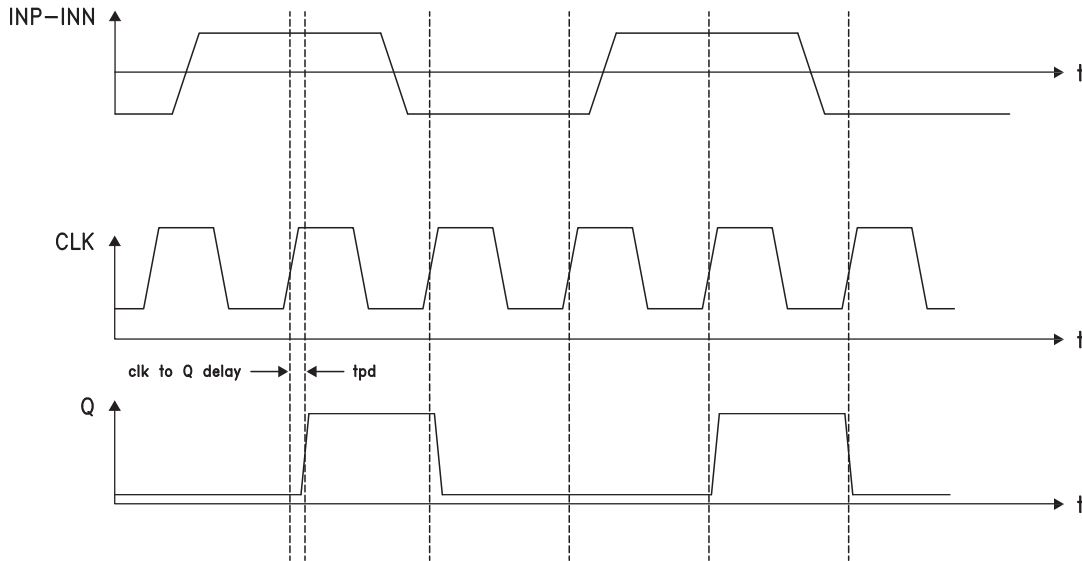 INP-INN
t
CLK
t
clk to Q delay
tpd
Q
t